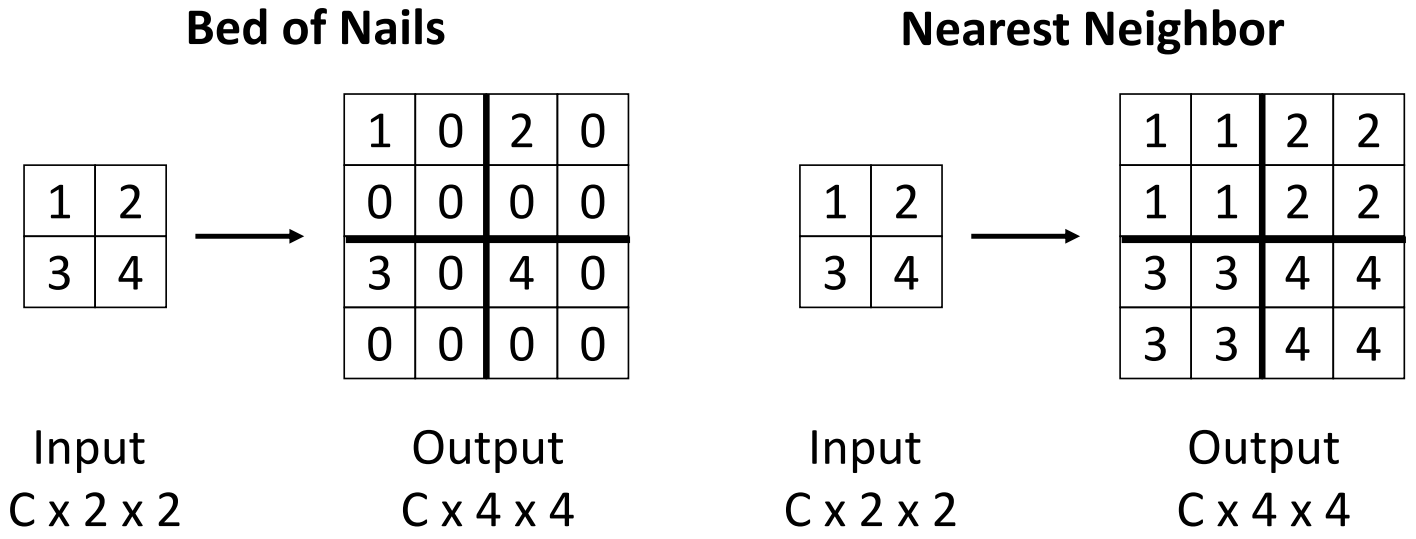 Bed of Nails
1 2
3 4
1 0 2 0
0 0 0 0
3 0 4 0
0 0 0 0
Input
C x 2 x 2
Output
C x 4 x 4
Nearest Neighbor
1 2
3 4
1 1 2 2
1 1 2 2
3 3 4 4
3 3 4 4
Input
C x 2 x 2
Output
C x 4 x 4